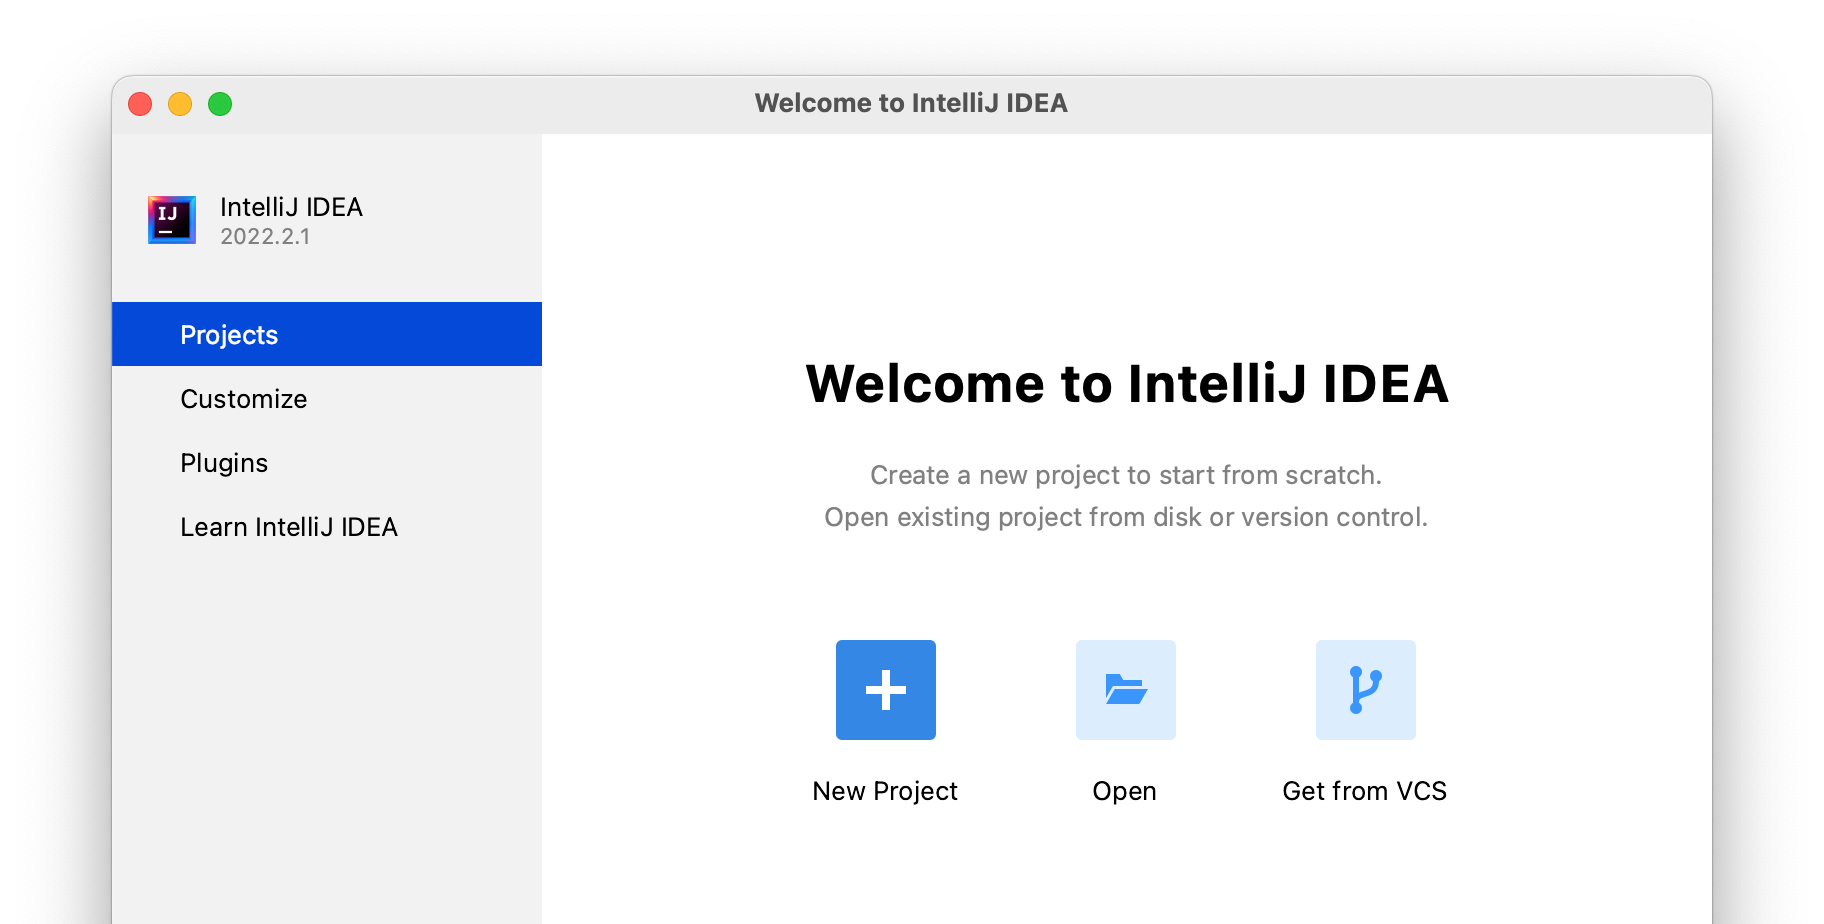 Welcome to IntelliJ IDEA
IJ
IntelliJ IDEA
2022.2.1
Projects
Customize
Plugins
Learn IntelliJ IDEA
Welcome to IntelliJ IDEA
Create a new project to start from scratch.
Open existing project from disk or version control.
New Project
Open
Get from VCS